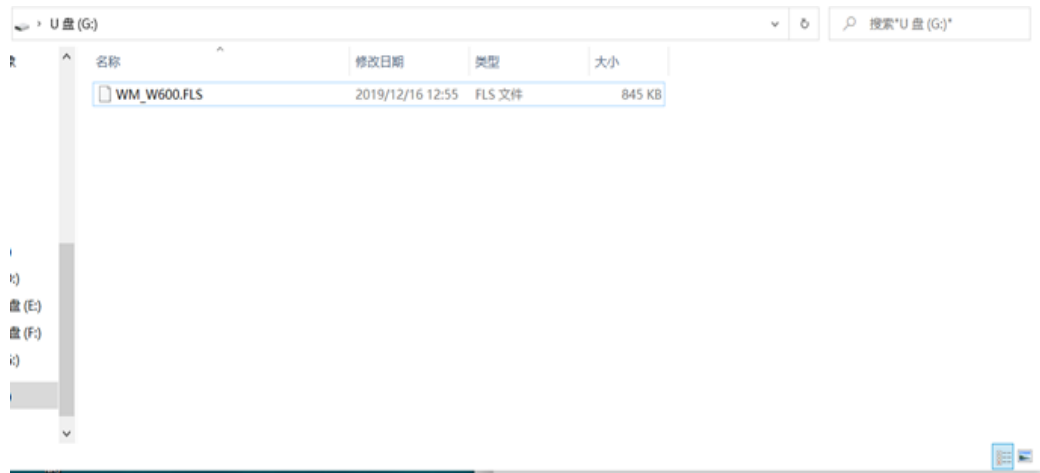 › U 盘 (G:)
搜索"U 盘 (G:)"
名称 修改日期 类型 大小
WM_W600.FLS 2019/12/16 12:55 FLS 文件 845 KB
盘 (E:)
盘 (F:)